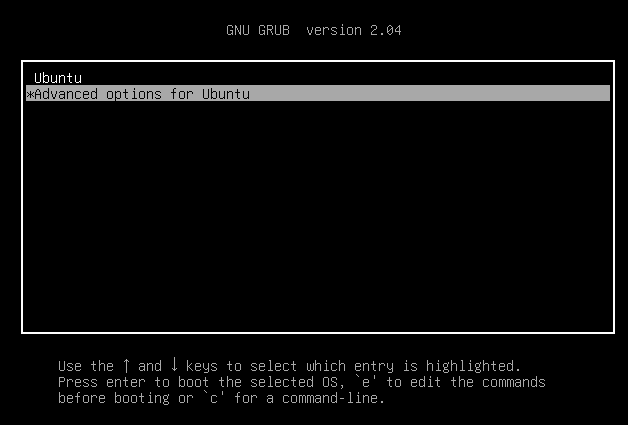 GNU GRUB  version 2.04
Ubuntu
*Advanced options for Ubuntu
Use the ↑ and ↓ keys to select which entry is highlighted.
Press enter to boot the selected OS, `e' to edit the commands
before booting or `c' for a command-line.